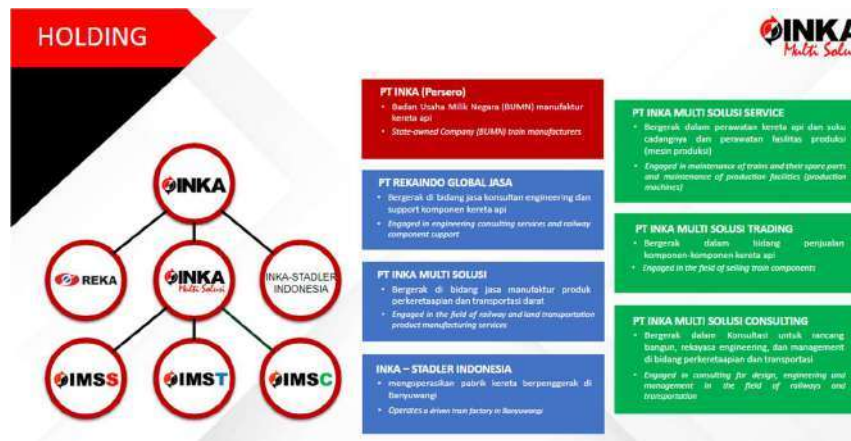 HOLDING
INKA
Multi Solu
INKA
REKA
INKA
Multi Solusi
INKA-STADLER
INDONESIA
IMSS
IMST
IMSC
PT INKA (Persero)
• Badan Usaha Milik Negara (BUMN) manufaktur
kereta api
• State-owned Company (BUMN) train manufacturers
PT REKAINDO GLOBAL JASA
• Bergerak di bidang jasa konsultan engineering dan
support komponen kereta api
• Engaged in engineering consulting services and railway
component support
PT INKA MULTI SOLUSI
• Bergerak di bidang jasa manufaktur produk
perkeretaapian dan transportasi darat
• Engaged in the field of railway and land transportation
product manufacturing services
INKA – STADLER INDONESIA
• mengoperasikan pabrik kereta berpenggerak di
Banyuwangi
• Operates a driven train factory in Banyuwangi
PT INKA MULTI SOLUSI SERVICE
• Bergerak dalam perawatan kereta api dan suku
cadangnya dan perawatan fasilitas produksi
(mesin produksi)
• Engaged in maintenance of trains and their spare parts
and maintenance of production facilities (production
machines)
PT INKA MULTI SOLUSI TRADING
• Bergerak dalam bidang penjualan
komponen-komponen kereta api
• Engaged in the field of selling train components
PT INKA MULTI SOLUSI CONSULTING
• Bergerak dalam Konsultasi untuk rancang
bangun, rekayasa engineering, dan management
di bidang perkeretaapian dan transportasi
• Engaged in consulting for design, engineering and
management in the field of railways and
transportation